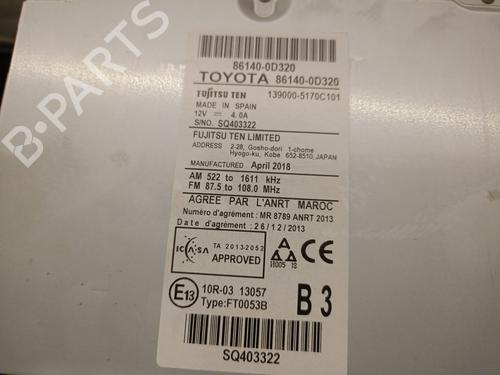 86140-0D320
TOYOTA 86140-0D320
FUJITSU TEN 139000-5170C101
MADE IN SPAIN
12V 4.0A
S/NO. SQ403322
FUJITSU TEN LIMITED
ADDRESS 2-28, Gosho-dori 1-chome
Hyogo-ku, Kobe 652-8510, JAPAN
MANUFACTURED April 2018
AM 522 to 1611 kHz
FM 87.5 to 108.0 MHz
AGREE PAR L'ANRT MAROC
Numéro d'agrément: MR 8789 ANRT 2013
Date d'agrément: 26/12/2013
ICASA TA 2013-2052
APPROVED
A CE
E13 10R-03 13057
Type:FT0053B
B3
SQ403322
B-Parts